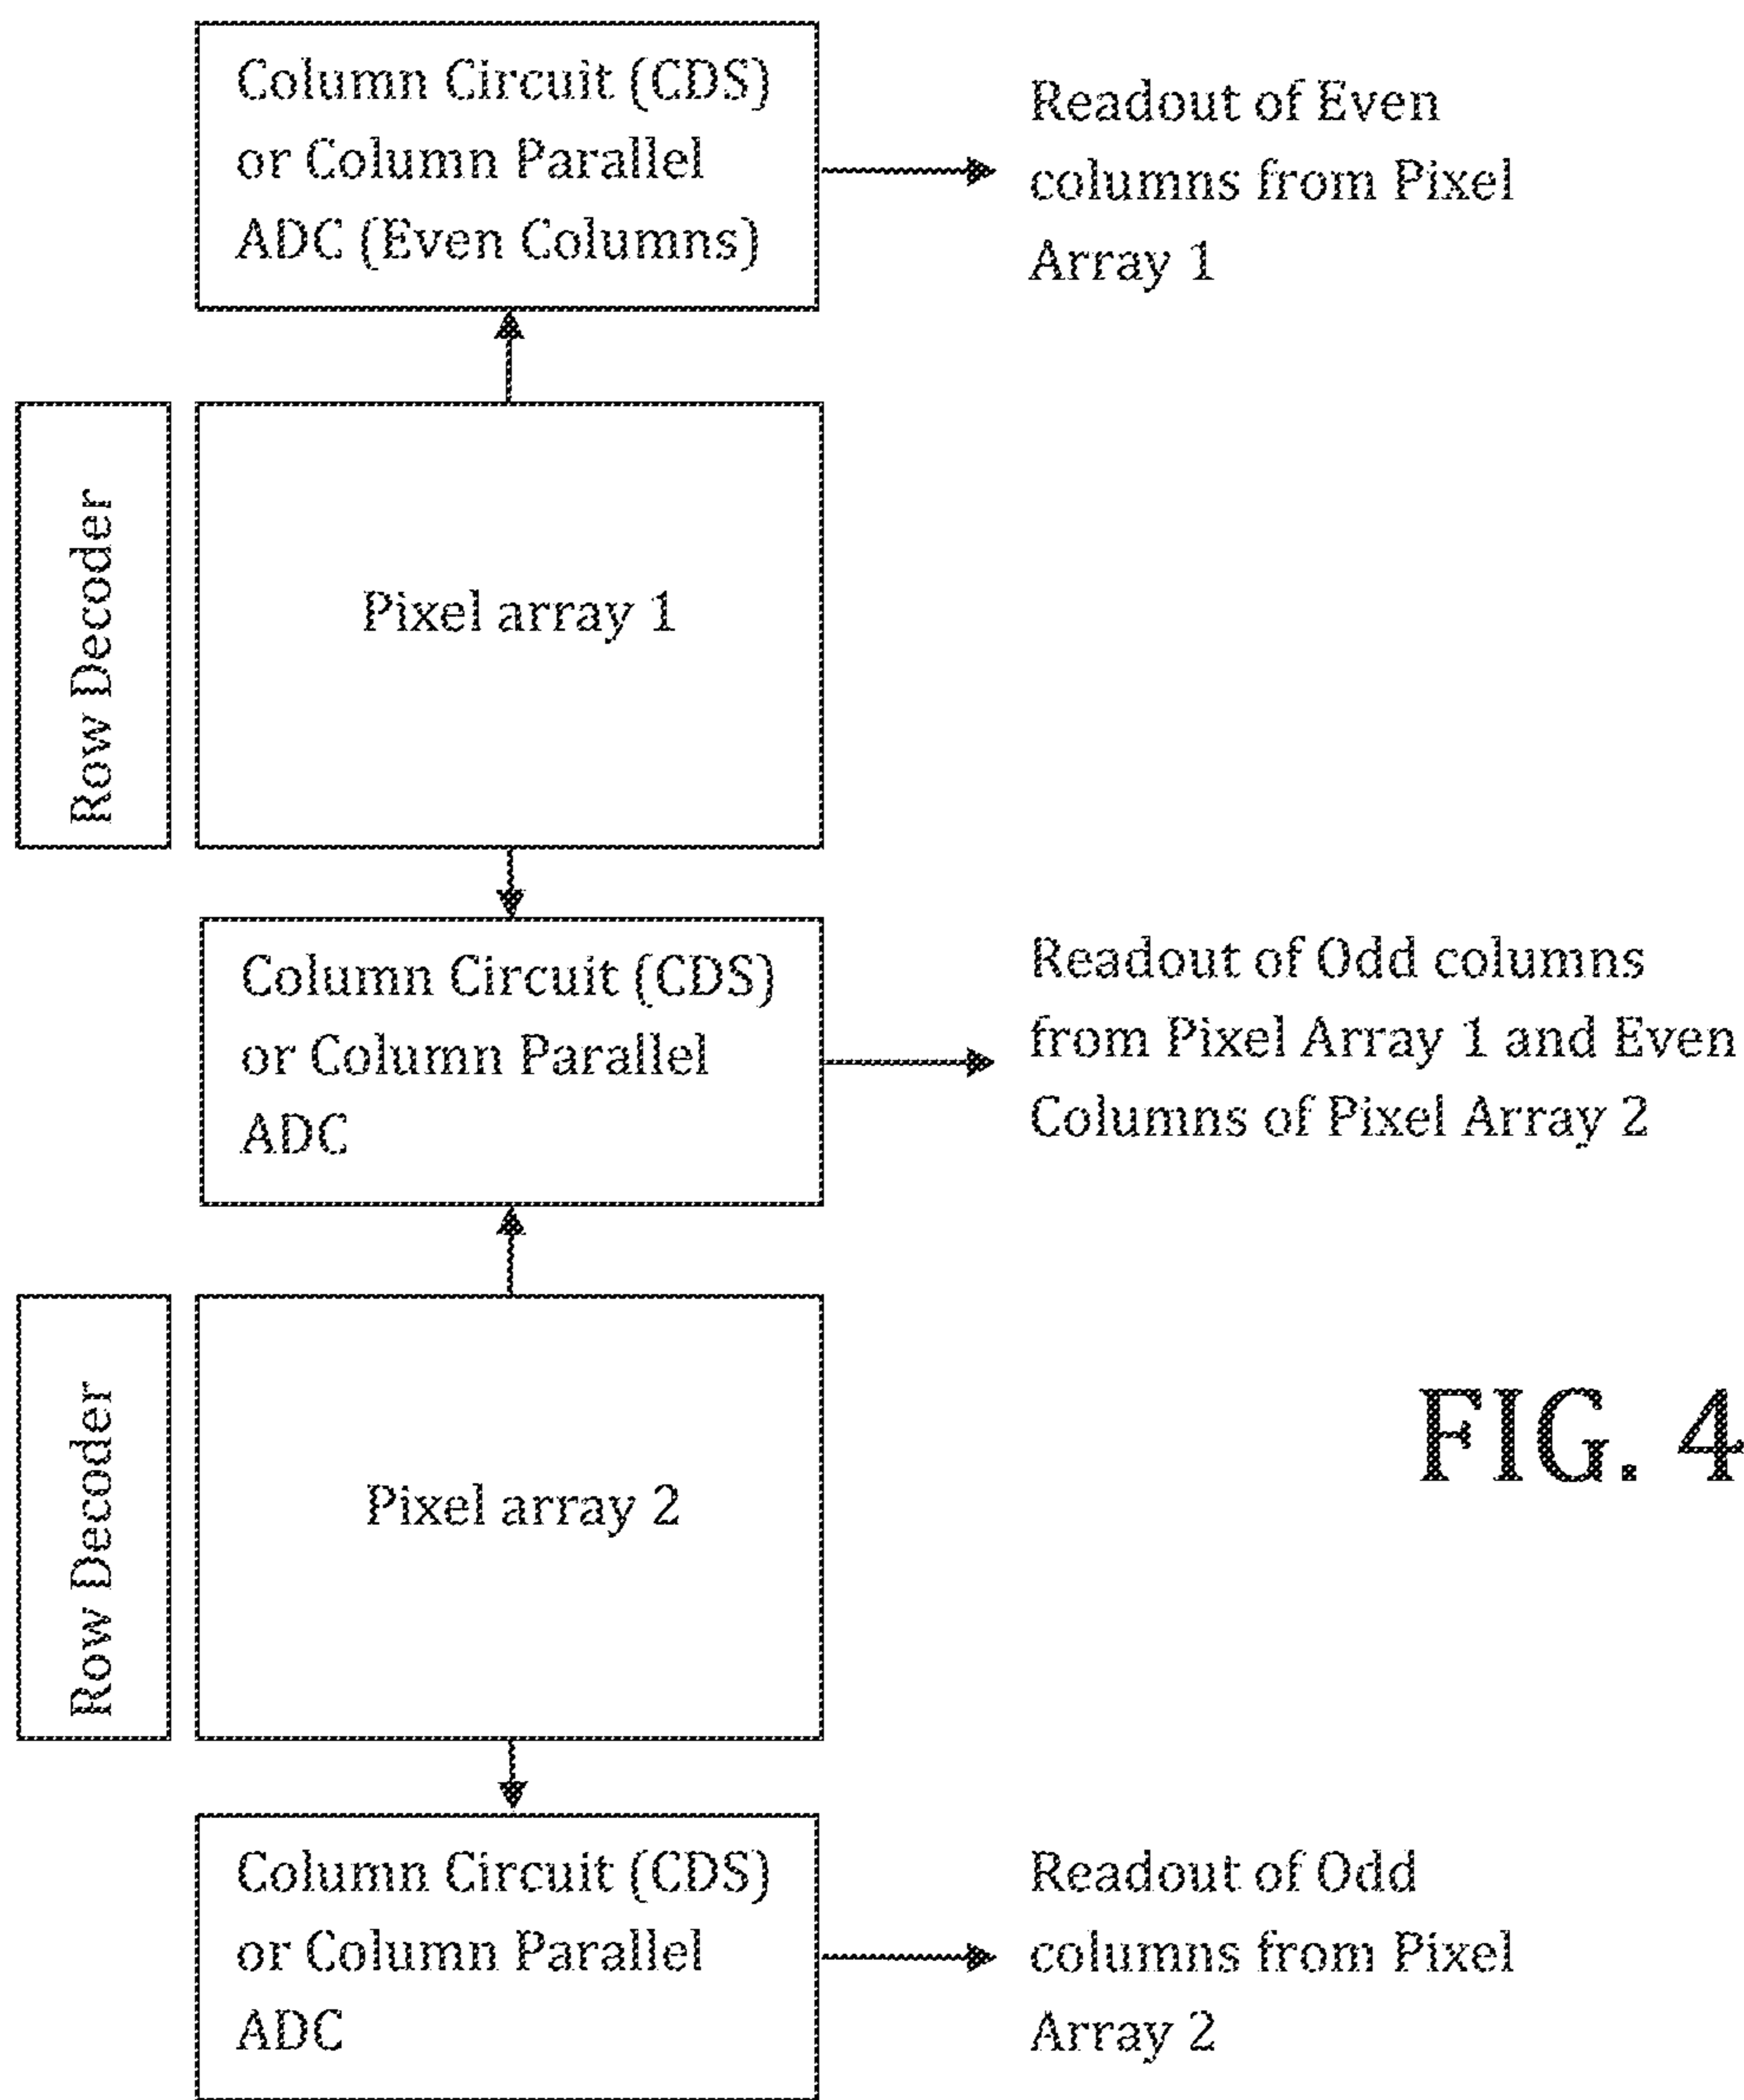 Column Circuit (CDS)
or Column Parallel
ADC (Even Columns)
Readout of Even
columns from Pixel
Array 1
Row Decoder
Pixel array 1
Column Circuit (CDS)
or Column Parallel
ADC
Readout of Odd columns
from Pixel Array 1 and Even
Columns of Pixel Array 2
Row Decoder
Pixel array 2
FIG. 4
Column Circuit (CDS)
or Column Parallel
ADC
Readout of Odd
columns from Pixel
Array 2